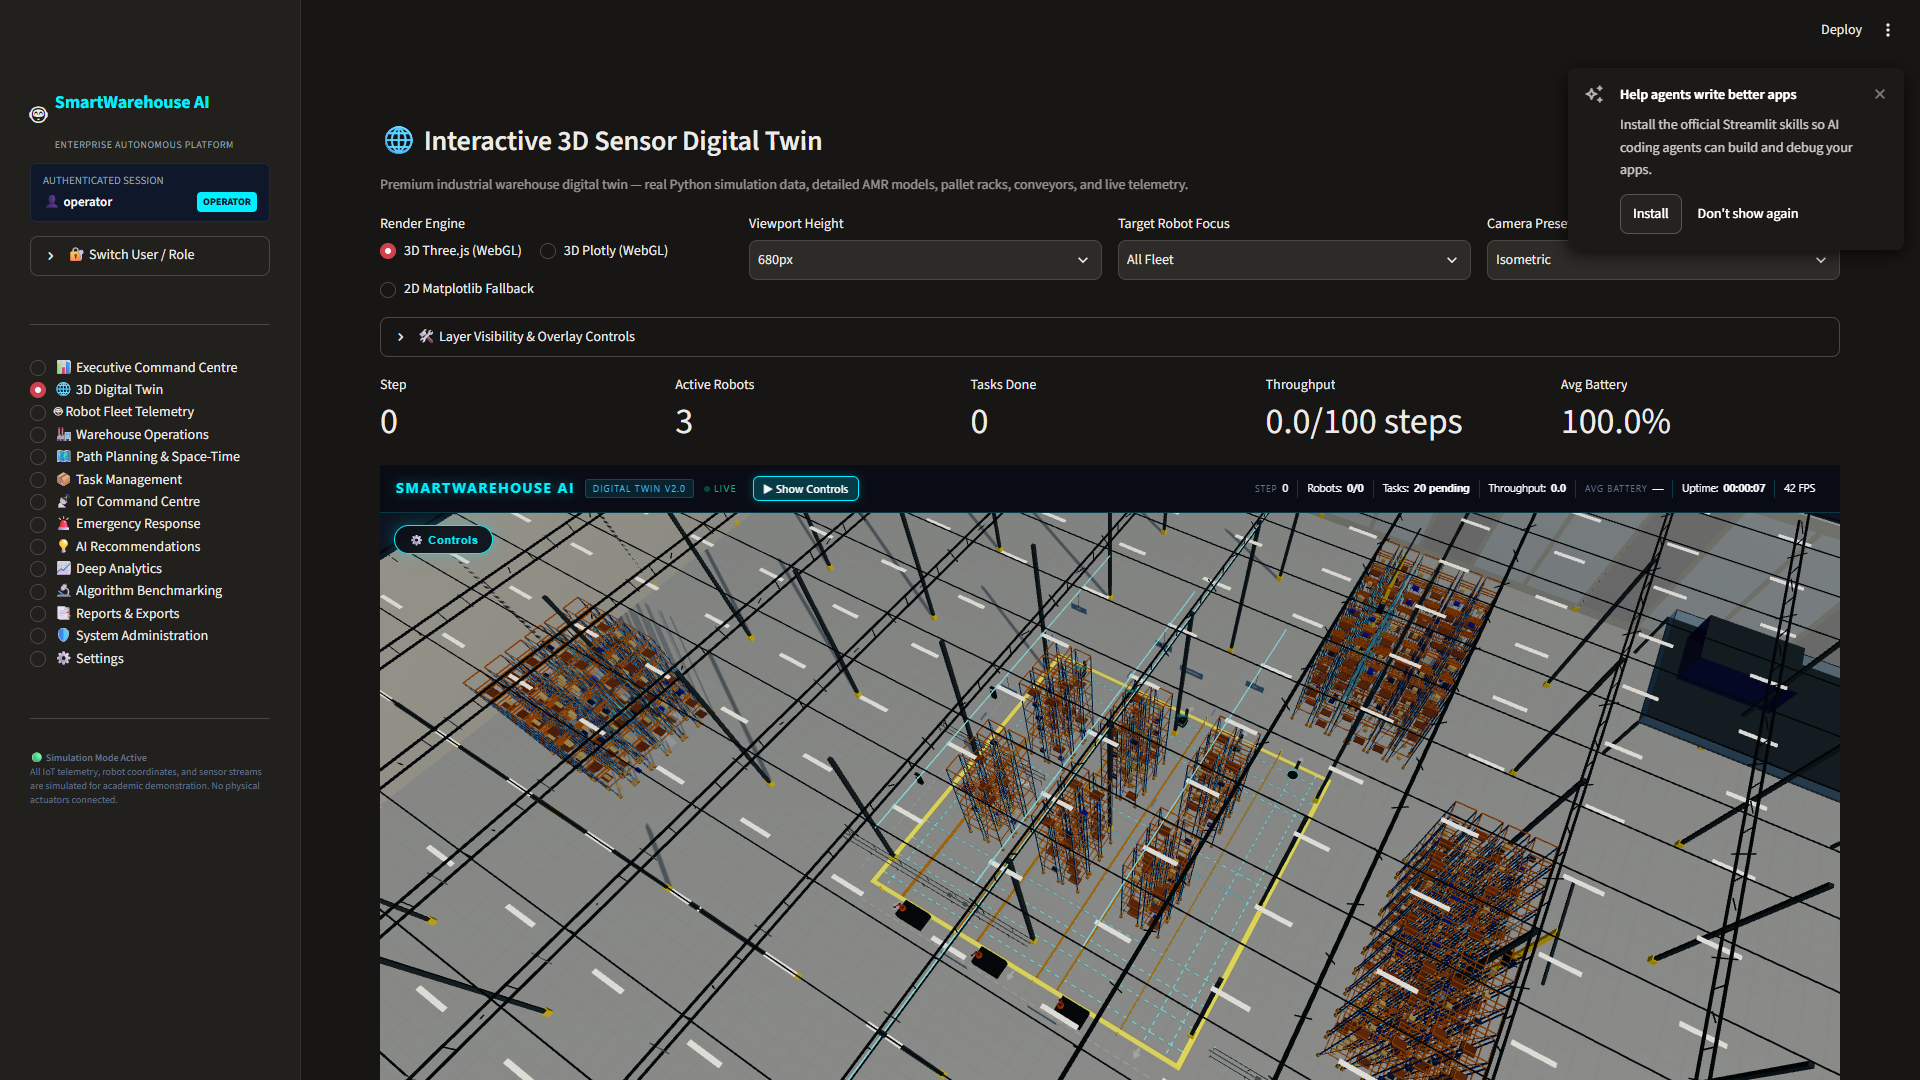 SmartWarehouse AI
ENTERPRISE AUTONOMOUS PLATFORM
AUTHENTICATED SESSION
operator
OPERATOR
Switch User / Role
Executive Command Centre
3D Digital Twin
Robot Fleet Telemetry
Warehouse Operations
Path Planning & Space-Time
Task Management
IoT Command Centre
Emergency Response
AI Recommendations
Deep Analytics
Algorithm Benchmarking
Reports & Exports
System Administration
Settings
Simulation Mode Active
All IoT telemetry, robot coordinates, and sensor streams
are simulated for academic demonstration. No physical
actuators connected.
Deploy
Help agents write better apps
Install the official Streamlit skills so AI
coding agents can build and debug your
apps.
Install
Don't show again
Interactive 3D Sensor Digital Twin
Premium industrial warehouse digital twin — real Python simulation data, detailed AMR models, pallet racks, conveyors, and live telemetry.
Render Engine
3D Three.js (WebGL)
3D Plotly (WebGL)
2D Matplotlib Fallback
Viewport Height
680px
Target Robot Focus
All Fleet
Camera Prese
Isometric
Layer Visibility & Overlay Controls
Step
0
Active Robots
3
Tasks Done
0
Throughput
0.0/100 steps
Avg Battery
100.0%
SMARTWAREHOUSE AI
DIGITAL TWIN V2.0
LIVE
▶ Show Controls
STEP 0
Robots: 0/0
Tasks: 20 pending
Throughput: 0.0
AVG BATTERY —
Uptime: 00:00:07
42 FPS
Controls